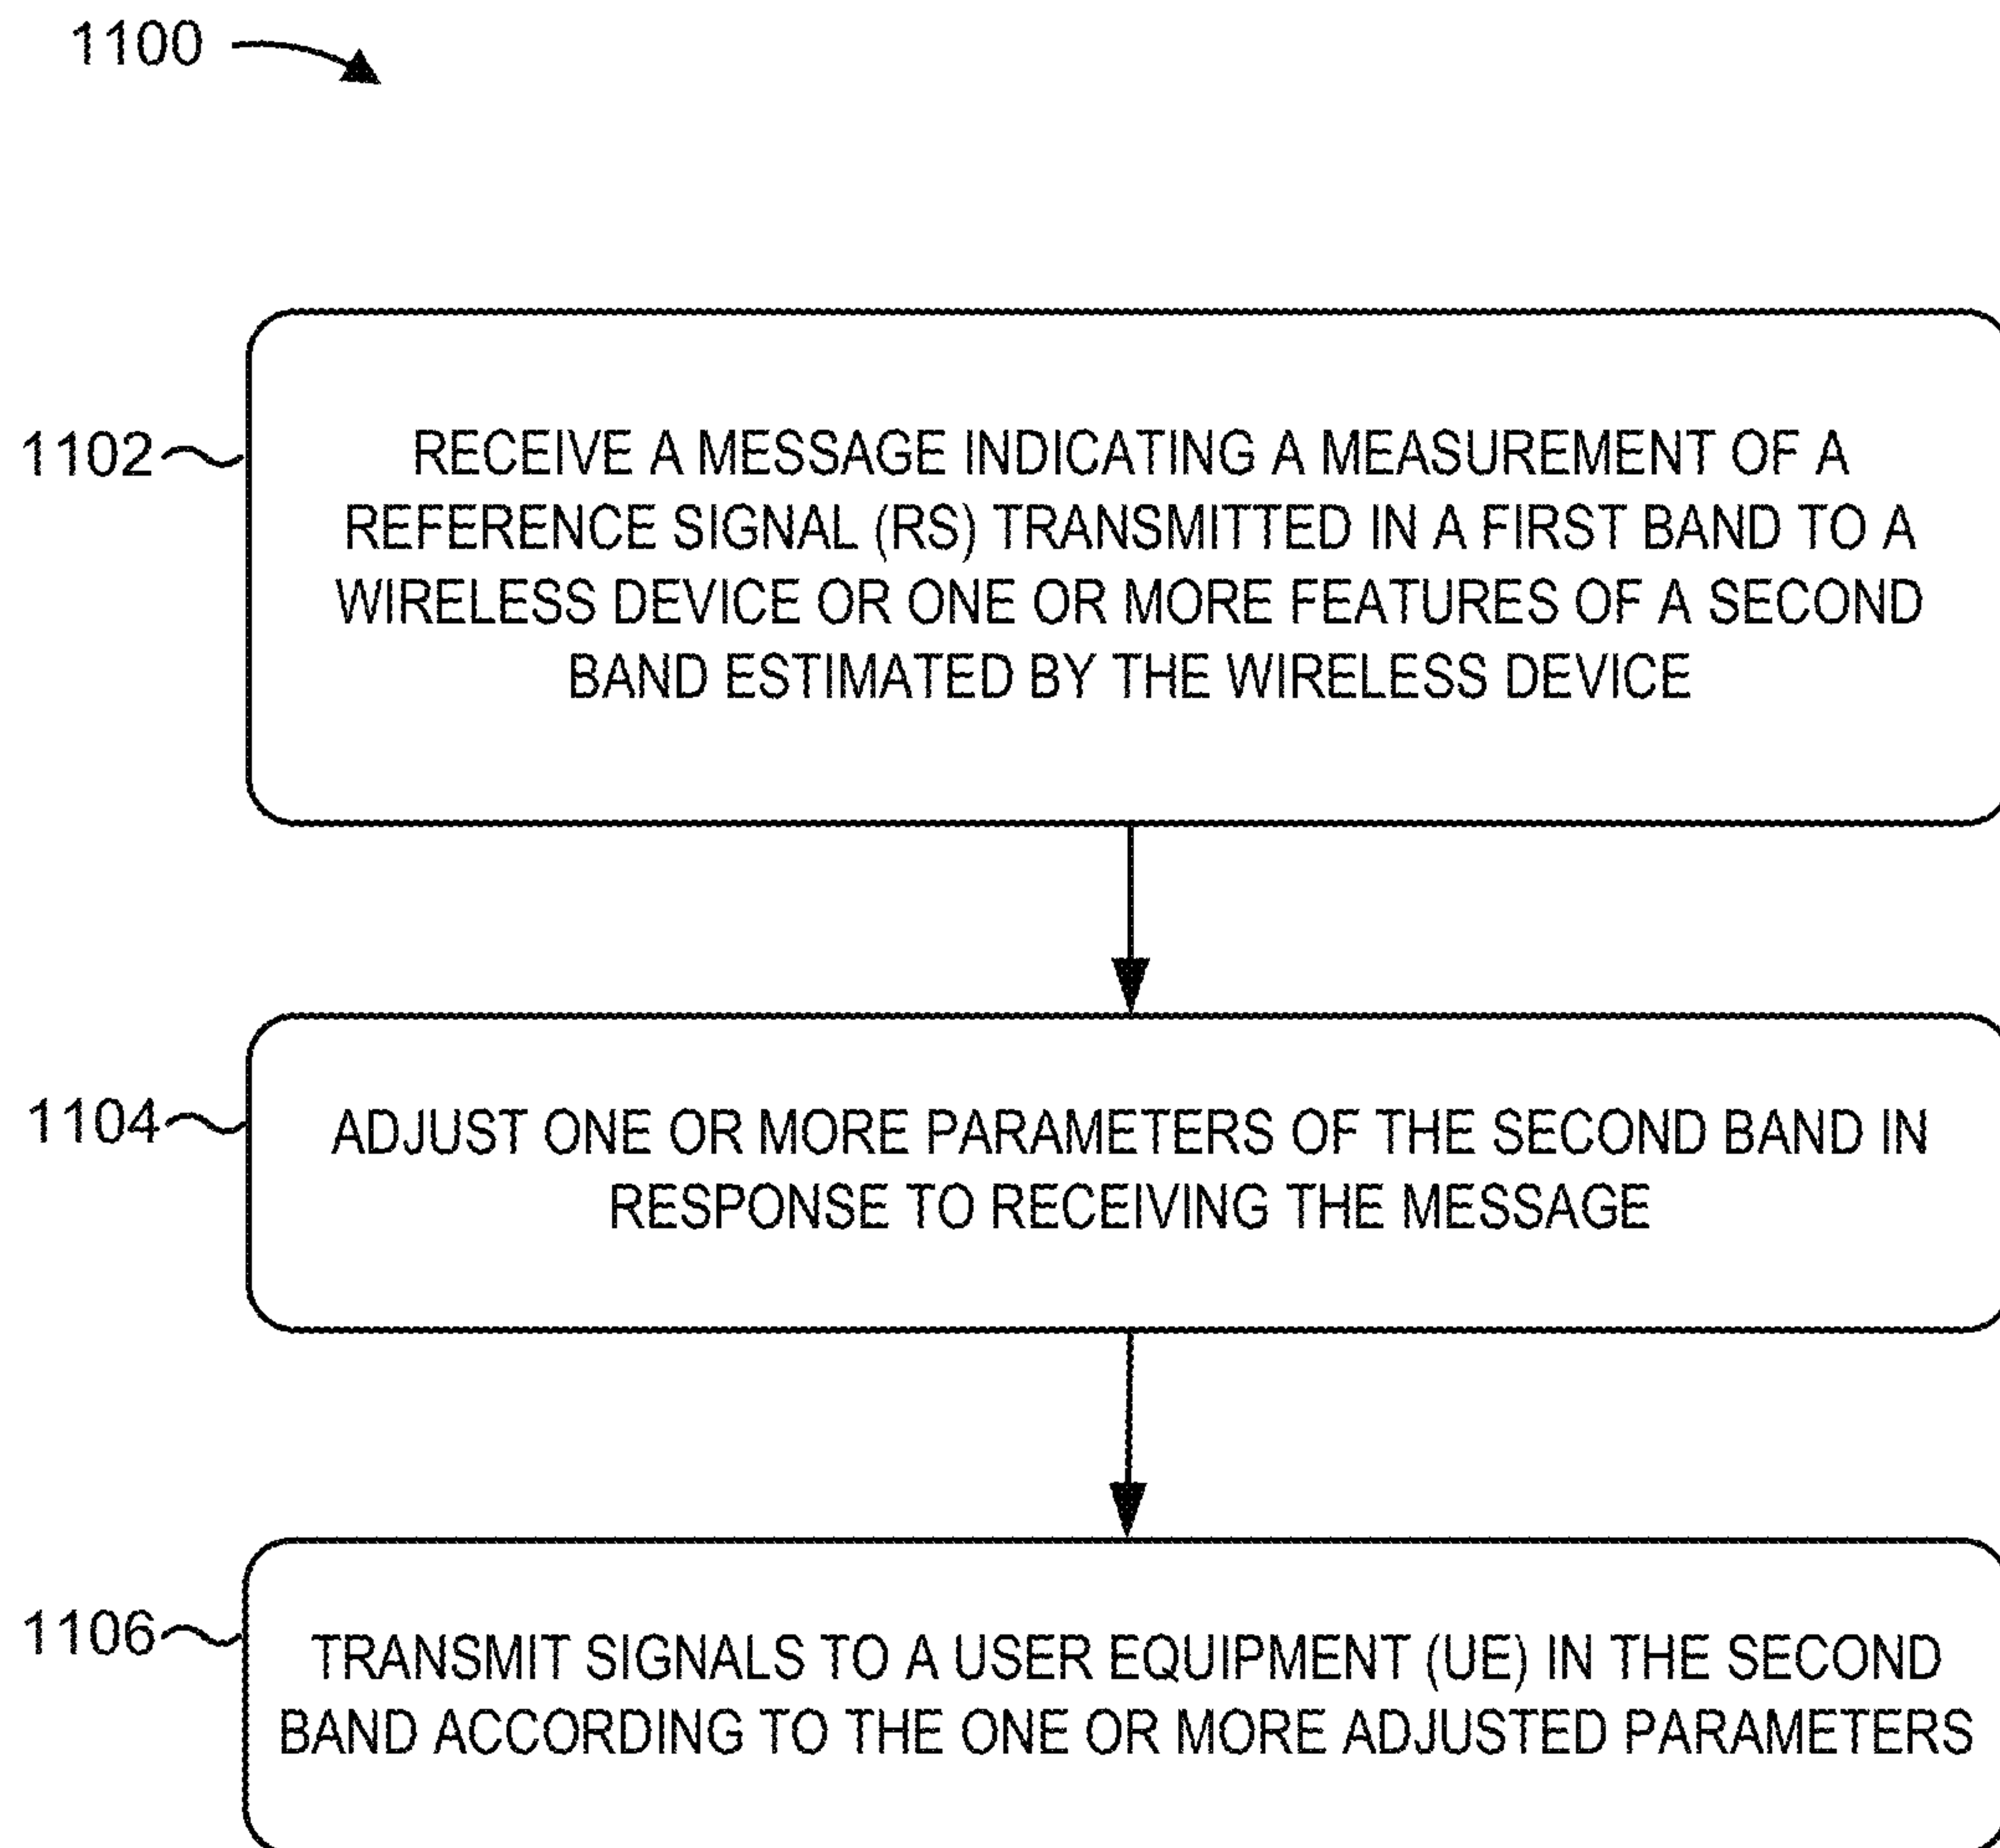 1100
1102
RECEIVE A MESSAGE INDICATING A MEASUREMENT OF A
REFERENCE SIGNAL (RS) TRANSMITTED IN A FIRST BAND TO A
WIRELESS DEVICE OR ONE OR MORE FEATURES OF A SECOND
BAND ESTIMATED BY THE WIRELESS DEVICE
1104
ADJUST ONE OR MORE PARAMETERS OF THE SECOND BAND IN
RESPONSE TO RECEIVING THE MESSAGE
1106
TRANSMIT SIGNALS TO A USER EQUIPMENT (UE) IN THE SECOND
BAND ACCORDING TO THE ONE OR MORE ADJUSTED PARAMETERS